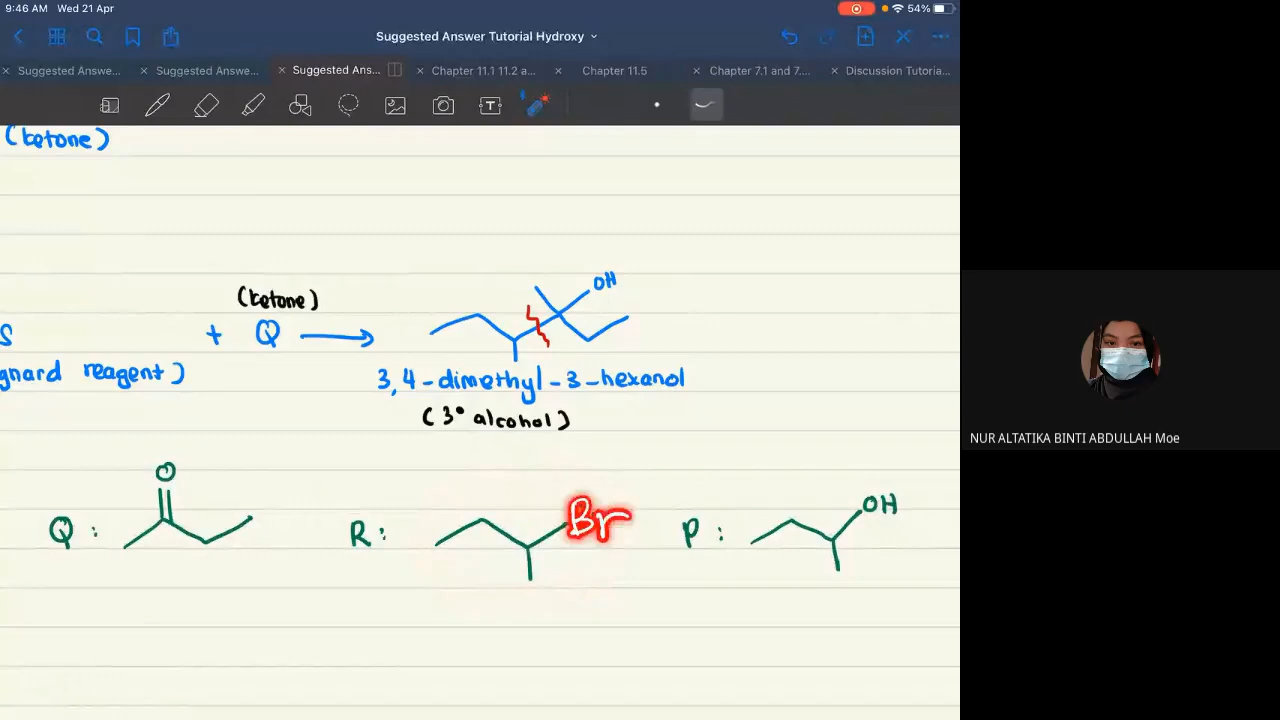 9:46 AM Wed 21 Apr
54%
Suggested Answer Tutorial Hydroxy
Suggested Answe...
Suggested Answe...
Suggested Ans...
Chapter 11.1 11.2 a...
Chapter 11.5
Chapter 7.1 and 7....
Discussion Tutoria...
T
(ketone)
OH
(ketone)
S + Q
gnard reagent)
3,4-dimethyl-3-hexanol
(3° alcohol)
O
Q :
R :
Br
P :
OH
NUR ALTATIKA BINTI ABDULLAH Moe